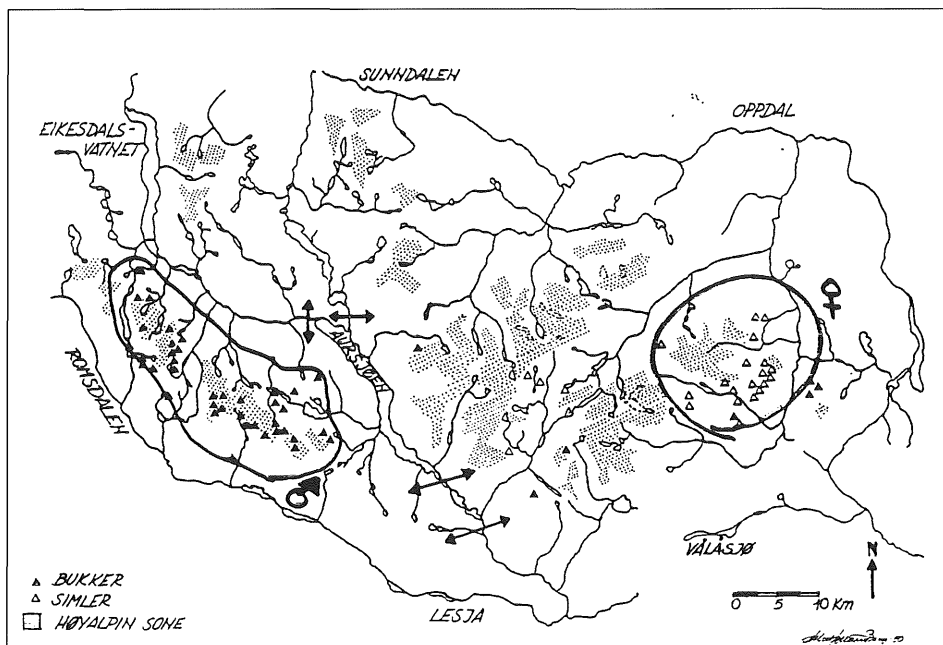 SUNNDALEN
OPPDAL
EIKESDALS-
VATNET
AURSJØEN
ROMSDALEN
VÅLÅSJØ
N
BUKKER
SIMLER
HØYALPIN SONE
LESJA
0 5 10 KM